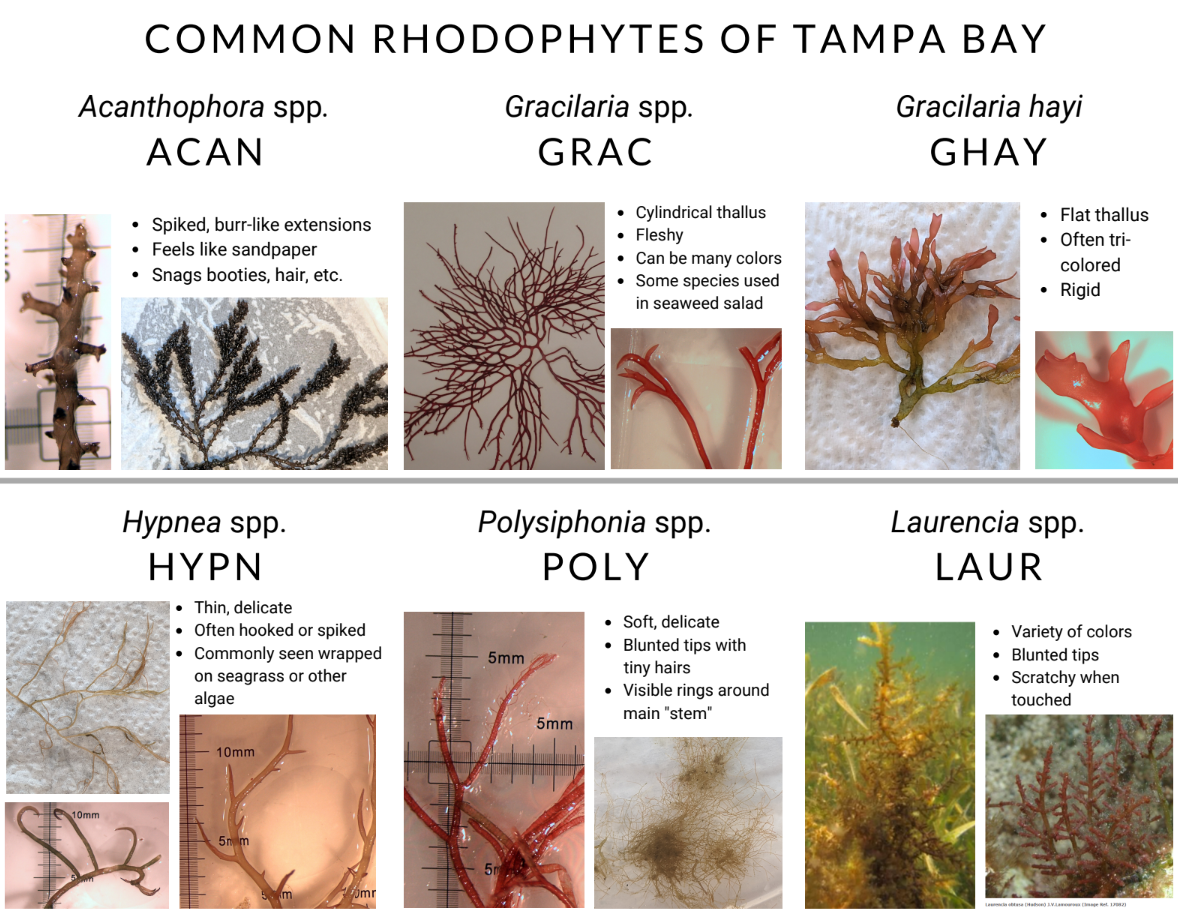 COMMON RHODOPHYTES OF TAMPA BAY
Acanthophora spp.
ACAN
• Spiked, burr-like extensions
• Feels like sandpaper
• Snags booties, hair, etc.
Gracilaria spp.
GRAC
• Cylindrical thallus
• Fleshy
• Can be many colors
• Some species used
in seaweed salad
Gracilaria hayi
GHAY
• Flat thallus
• Often tri-
colored
• Rigid
Hypnea spp.
HYPN
• Thin, delicate
• Often hooked or spiked
• Commonly seen wrapped
on seagrass or other
algae
10mm
5mm
5mm
10mm
5mm
Polysiphonia spp.
POLY
• Soft, delicate
• Blunted tips with
tiny hairs
• Visible rings around
main "stem"
5mm
5mm
Laurencia spp.
LAUR
• Variety of colors
• Blunted tips
• Scratchy when
touched